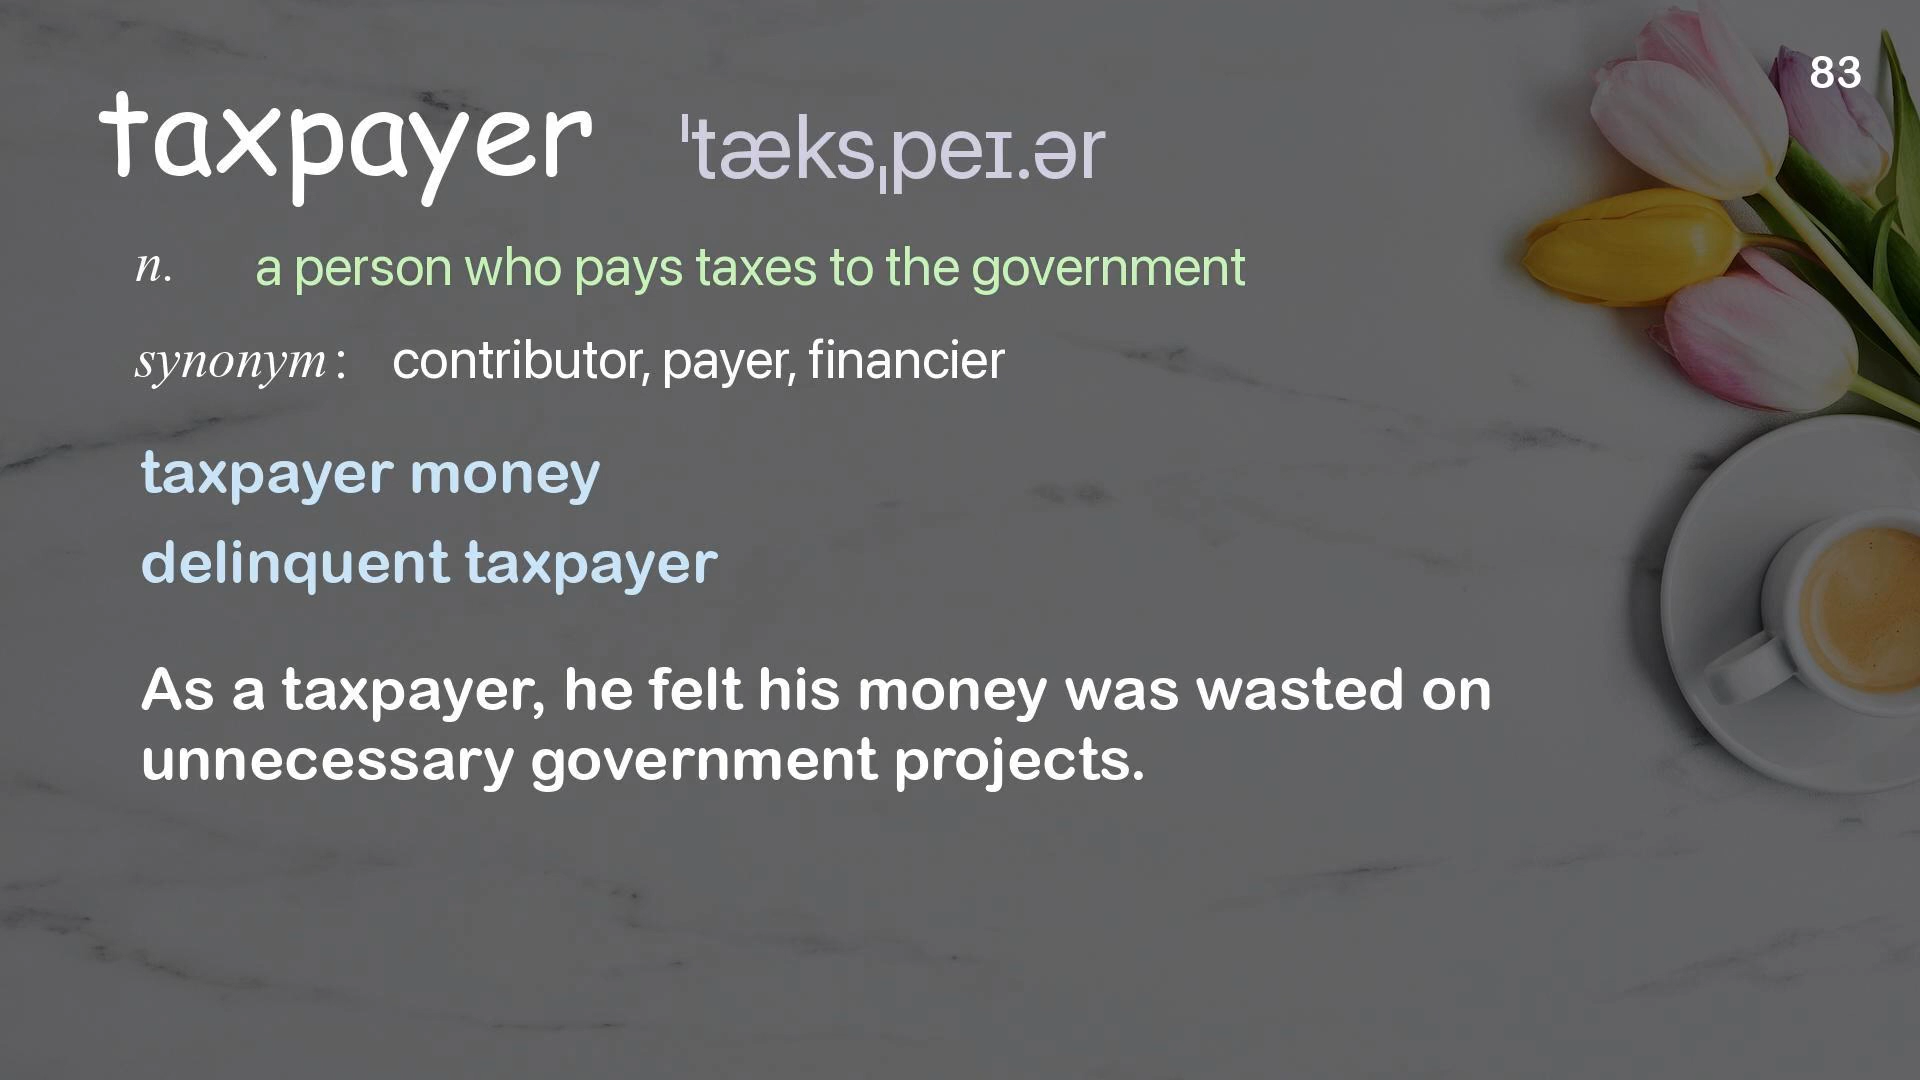 83
taxpayer ˈtæksˌpeɪ.ər
n. a person who pays taxes to the government
synonym: contributor, payer, financier
taxpayer money
delinquent taxpayer
As a taxpayer, he felt his money was wasted on
unnecessary government projects.